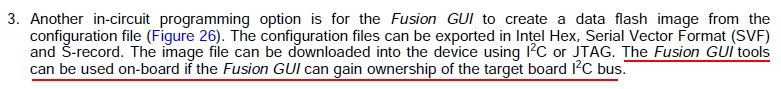 3. Another in-circuit programming option is for the Fusion GUI to create a data flash image from the
configuration file (Figure 26). The configuration files can be exported in Intel Hex, Serial Vector Format (SVF)
and S-record. The image file can be downloaded into the device using I²C or JTAG. The Fusion GUI tools
can be used on-board if the Fusion GUI can gain ownership of the target board I²C bus.